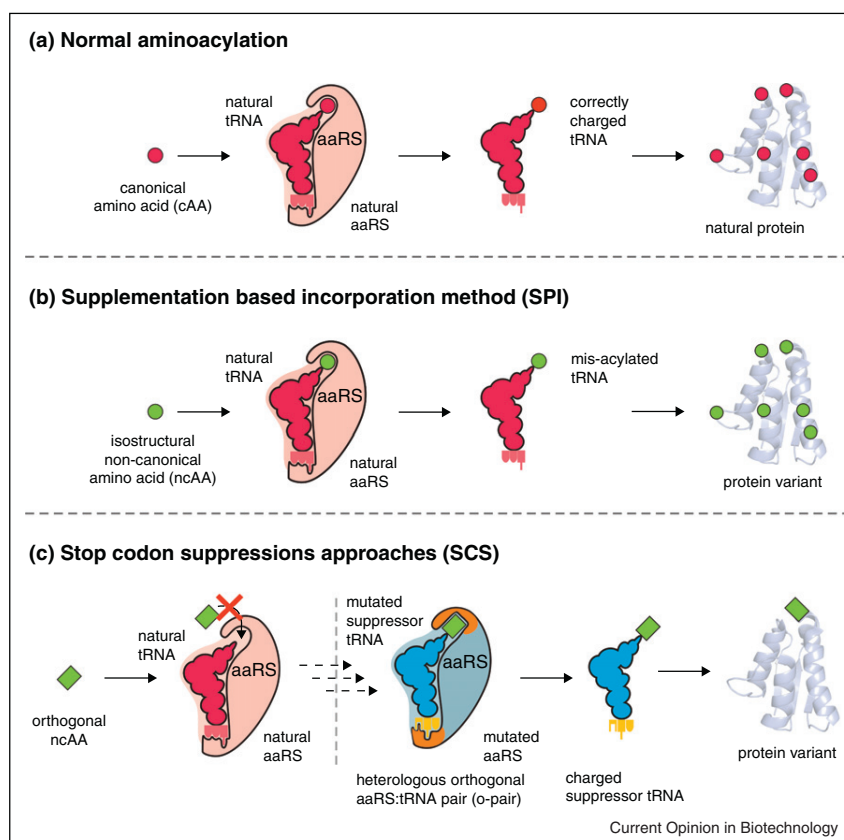 (a) Normal aminoacylation
natural
tRNA
aaRS
correctly
charged
tRNA
canonical
amino acid (cAA)
natural
aaRS
natural protein
(b) Supplementation based incorporation method (SPI)
natural
tRNA
aaRS
mis-acylated
tRNA
isostructural
non-canonical
amino acid (ncAA)
natural
aaRS
protein variant
(c) Stop codon suppressions approaches (SCS)
natural
tRNA
aaRS
mutated
suppressor
tRNA
aaRS
orthogonal
ncAA
natural
aaRS
mutated
aaRS
heterologous orthogonal
aaRS:tRNA pair (o-pair)
charged
suppressor tRNA
protein variant
Current Opinion in Biotechnology